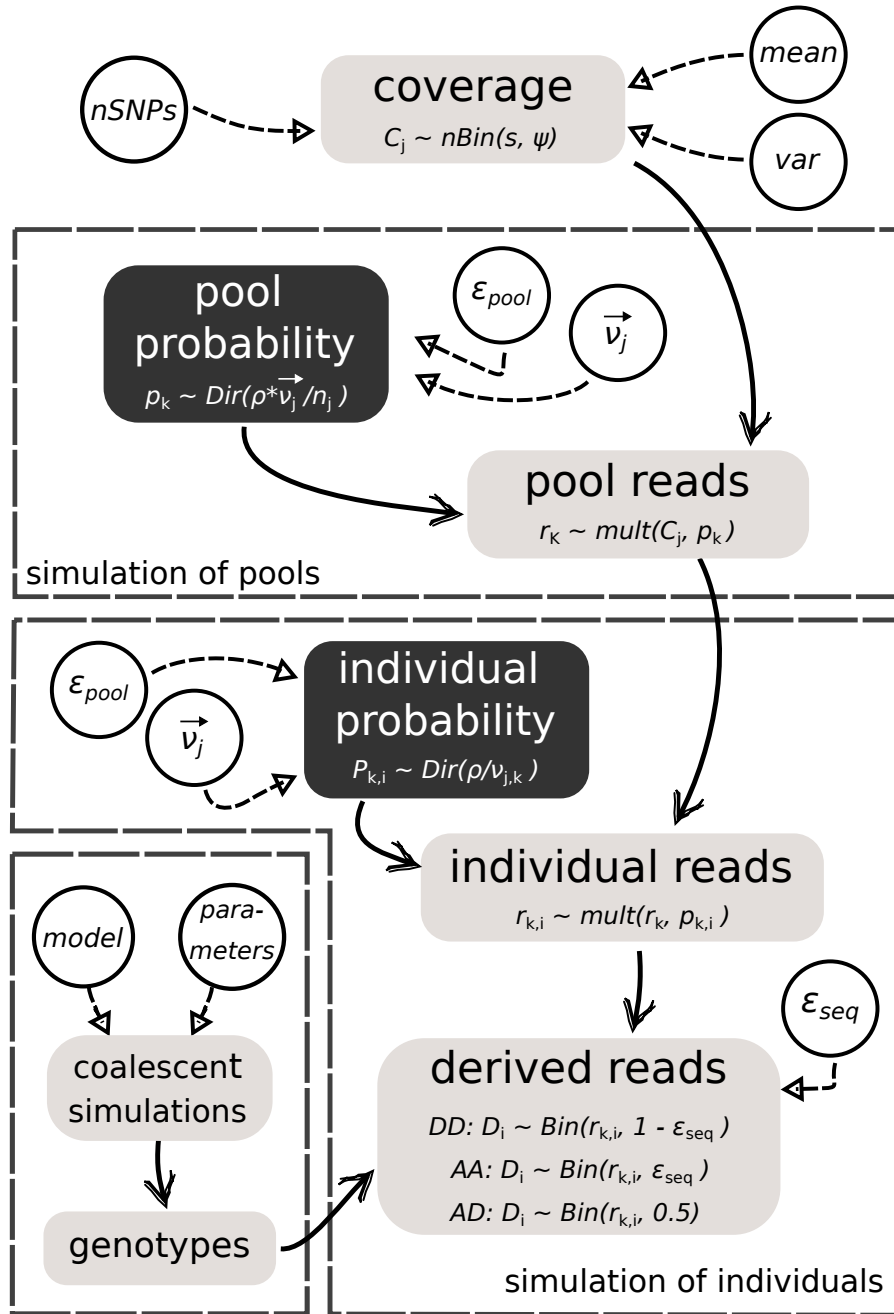 nSNPs
coverage
C_j ~ nBin(s, ψ)
mean
var
pool
probability
p_k ~ Dir(ρ*ν_j⃗ /n_j )
ε_pool
ν_j⃗
pool reads
r_K ~ mult(C_j, p_k )
simulation of pools
ε_pool
ν_j⃗
individual
probability
P_k,i ~ Dir(ρ/ν_j,k )
individual reads
r_k,i ~ mult(r_k, p_k,i )
model
para-
meters
coalescent
simulations
genotypes
ε_seq
derived reads
DD: D_i ~ Bin(r_k,i, 1 - ε_seq )
AA: D_i ~ Bin(r_k,i, ε_seq )
AD: D_i ~ Bin(r_k,i, 0.5)
simulation of individuals